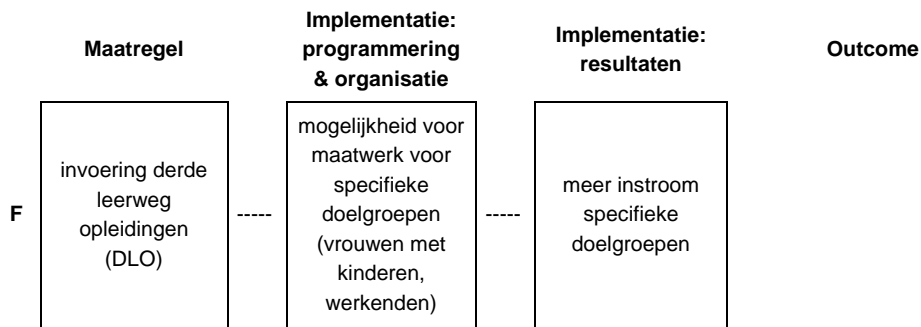 Maatregel
Implementatie:
programmering
& organisatie
Implementatie:
resultaten
Outcome
F
invoering derde
leerweg
opleidingen
(DLO)
-----
mogelijkheid voor
maatwerk voor
specifieke
doelgroepen
(vrouwen met
kinderen,
werkenden)
-----
meer instroom
specifieke
doelgroepen